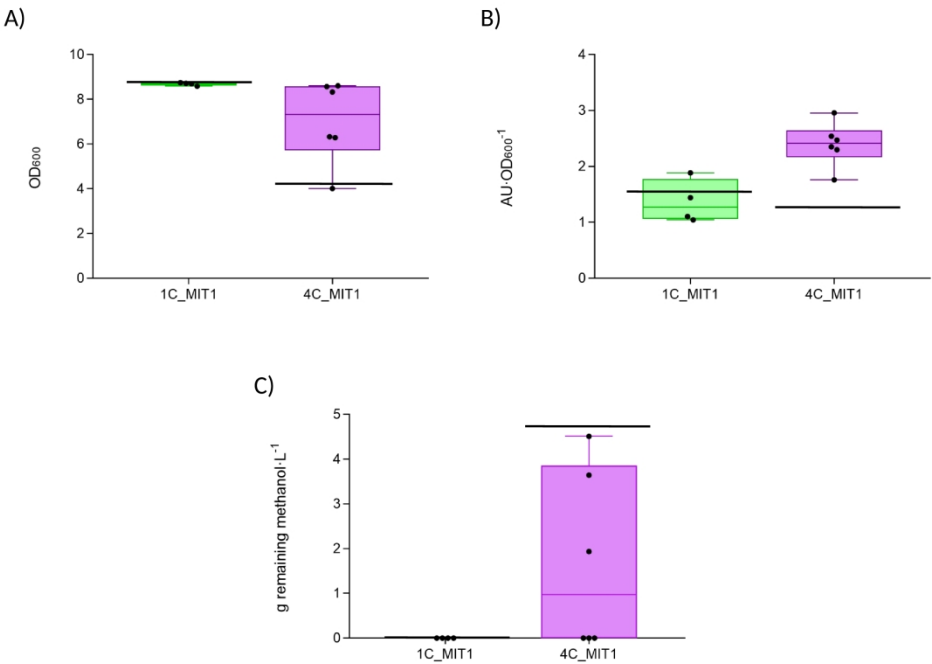 A)
10
8
6
4
2
0
OD₆₀₀
1C_MIT1 4C_MIT1
B)
4
3
2
1
0
AU·OD₆₀₀⁻¹
1C_MIT1 4C_MIT1
C)
5
4
3
2
1
0
g remaining methanol·L⁻¹
1C_MIT1 4C_MIT1